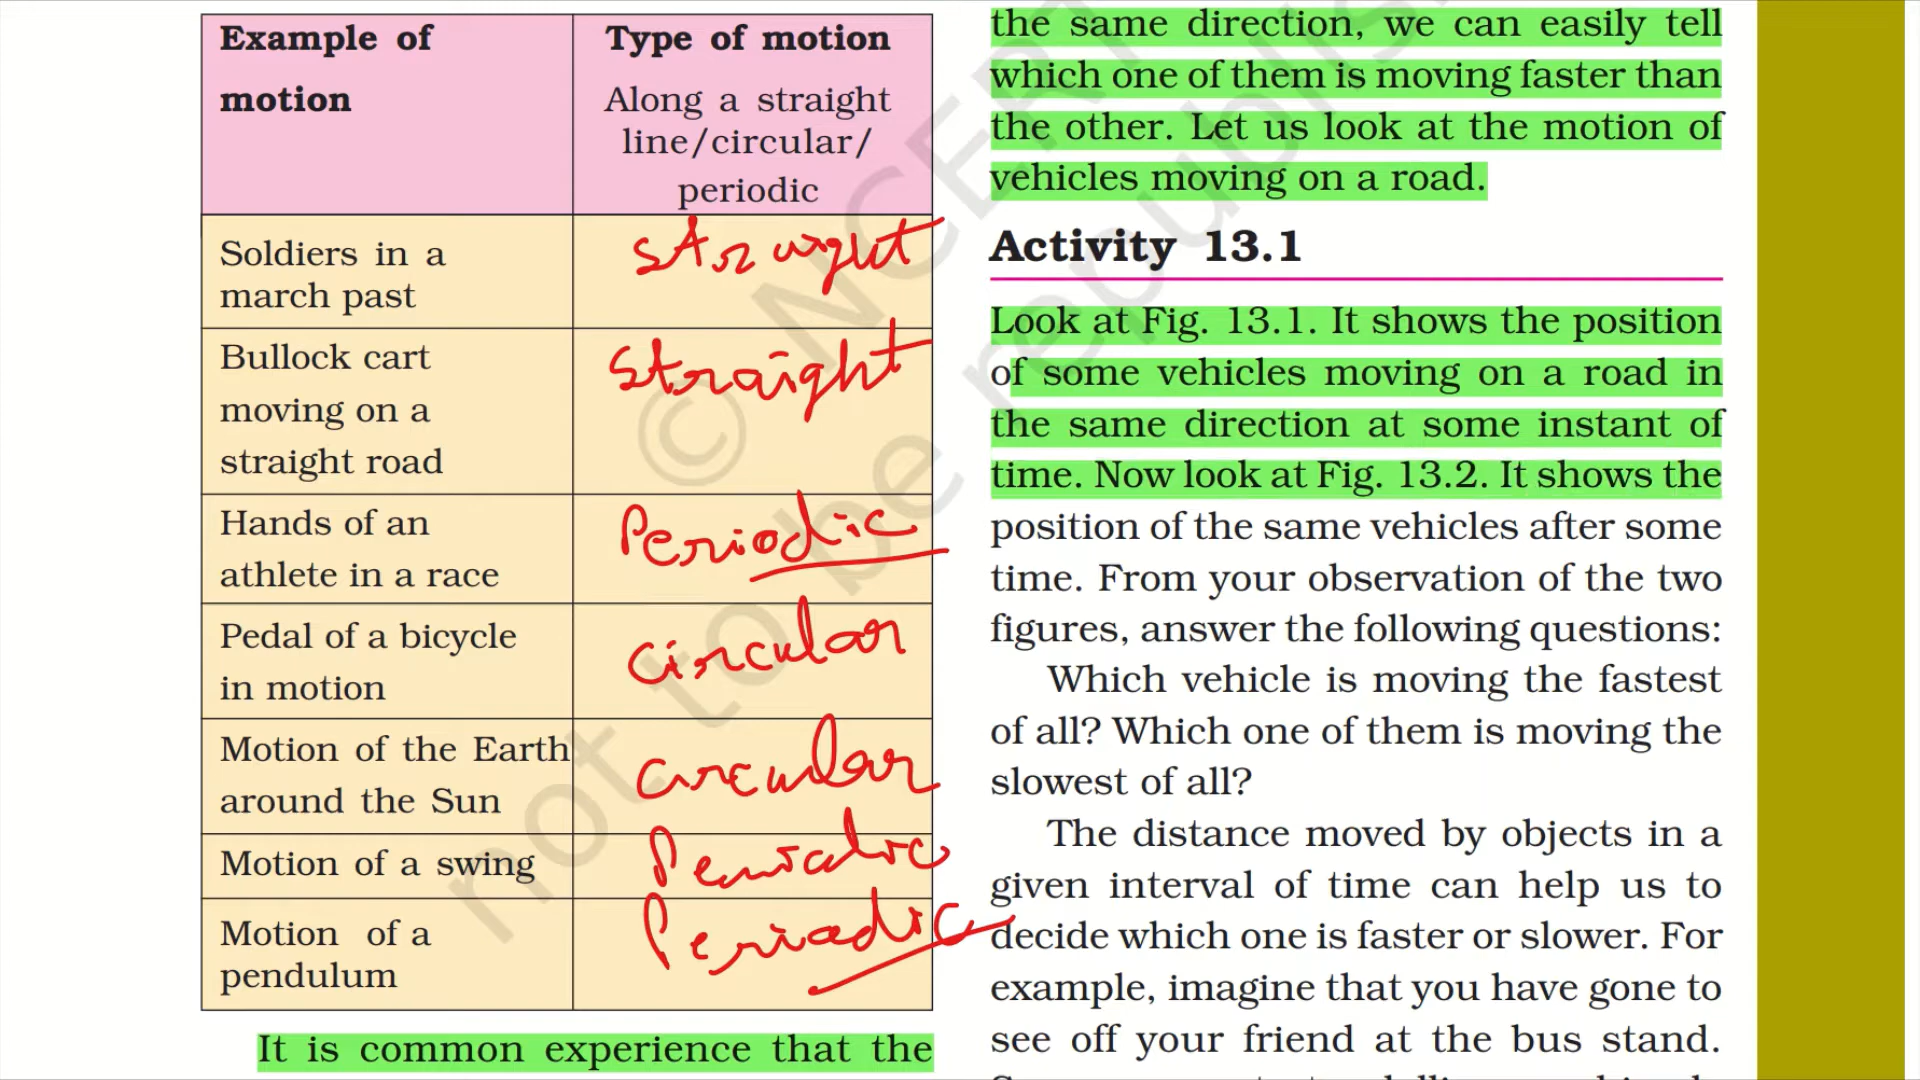 Example of
motion
Type of motion
Along a straight
line/circular/
periodic
Soldiers in a
march past
Straight
Bullock cart
moving on a
straight road
Straight
Hands of an
athlete in a race
Periodic
Pedal of a bicycle
in motion
Circular
Motion of the Earth
around the Sun
Circular
Motion of a swing
Periodic
Motion of a
pendulum
Periodic
It is common experience that the
the same direction, we can easily tell
which one of them is moving faster than
the other. Let us look at the motion of
vehicles moving on a road.
Activity 13.1
Look at Fig. 13.1. It shows the position
of some vehicles moving on a road in
the same direction at some instant of
time. Now look at Fig. 13.2. It shows the
position of the same vehicles after some
time. From your observation of the two
figures, answer the following questions:
Which vehicle is moving the fastest
of all? Which one of them is moving the
slowest of all?
The distance moved by objects in a
given interval of time can help us to
decide which one is faster or slower. For
example, imagine that you have gone to
see off your friend at the bus stand.
© NCERT
not to be republis